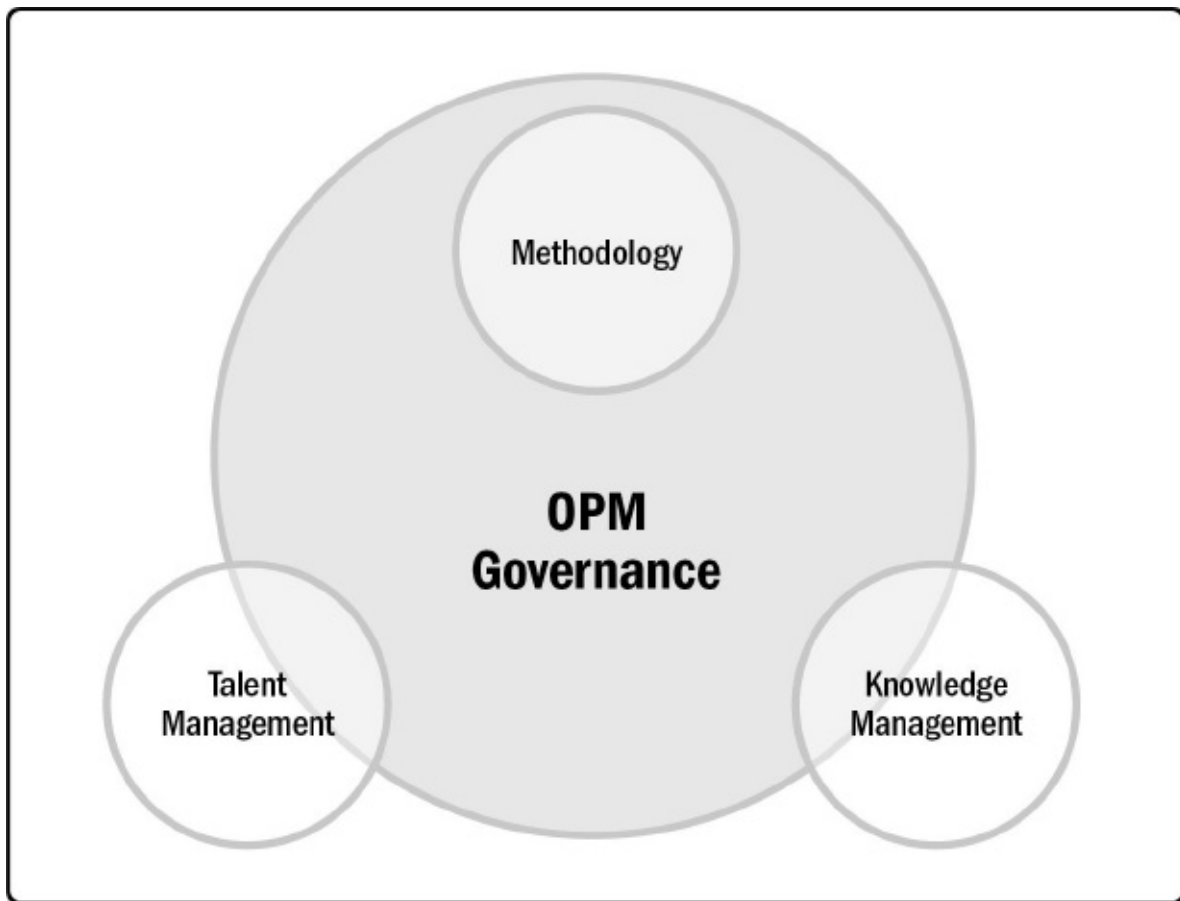 Methodology
OPM
Governance
Talent
Management
Knowledge
Management